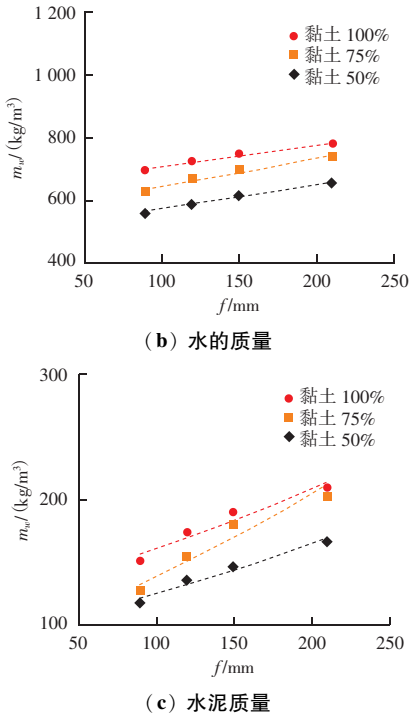 1 200
1 000
800
600
400
mw/(kg/m³)
黏土 100%
黏土 75%
黏土 50%
50 100 150 200 250
f/mm
（b）水的质量
300
200
100
mw/(kg/m³)
黏土 100%
黏土 75%
黏土 50%
50 100 150 200 250
f/mm
（c）水泥质量